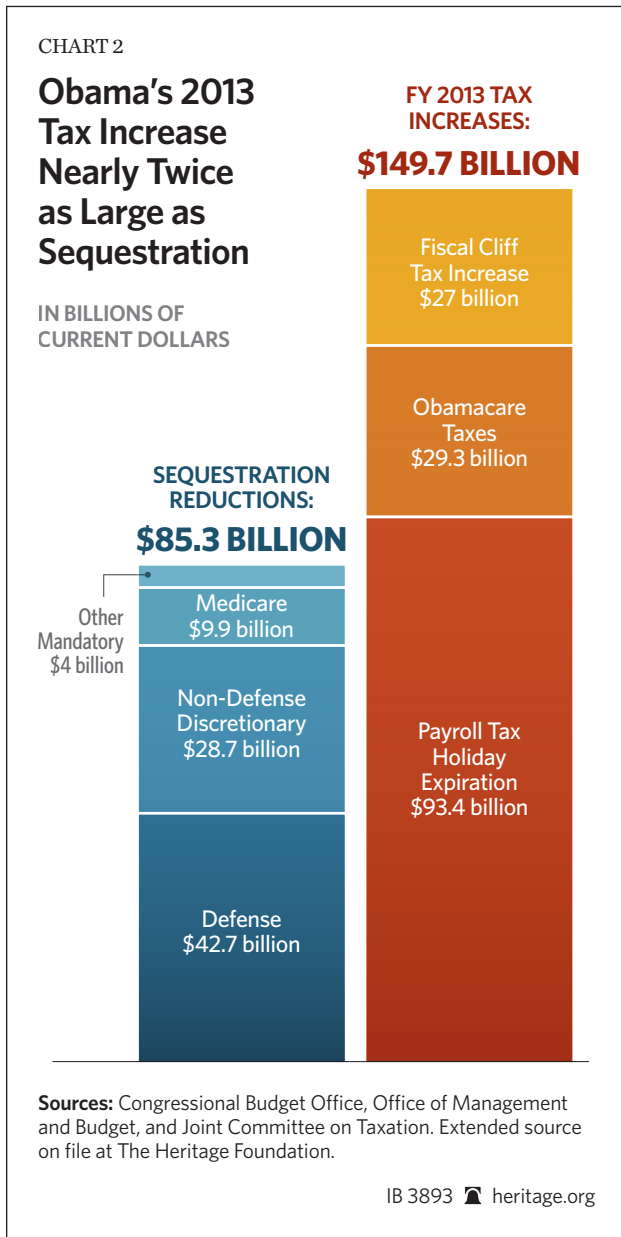 CHART 2
Obama's 2013
Tax Increase
Nearly Twice
as Large as
Sequestration
IN BILLIONS OF
CURRENT DOLLARS
FY 2013 TAX
INCREASES:
$149.7 BILLION
Fiscal Cliff
Tax Increase
$27 billion
Obamacare
Taxes
$29.3 billion
Payroll Tax
Holiday
Expiration
$93.4 billion
SEQUESTRATION
REDUCTIONS:
$85.3 BILLION
Other
Mandatory
$4 billion
Medicare
$9.9 billion
Non-Defense
Discretionary
$28.7 billion
Defense
$42.7 billion
Sources: Congressional Budget Office, Office of Management
and Budget, and Joint Committee on Taxation. Extended source
on file at The Heritage Foundation.
IB 3893 heritage.org